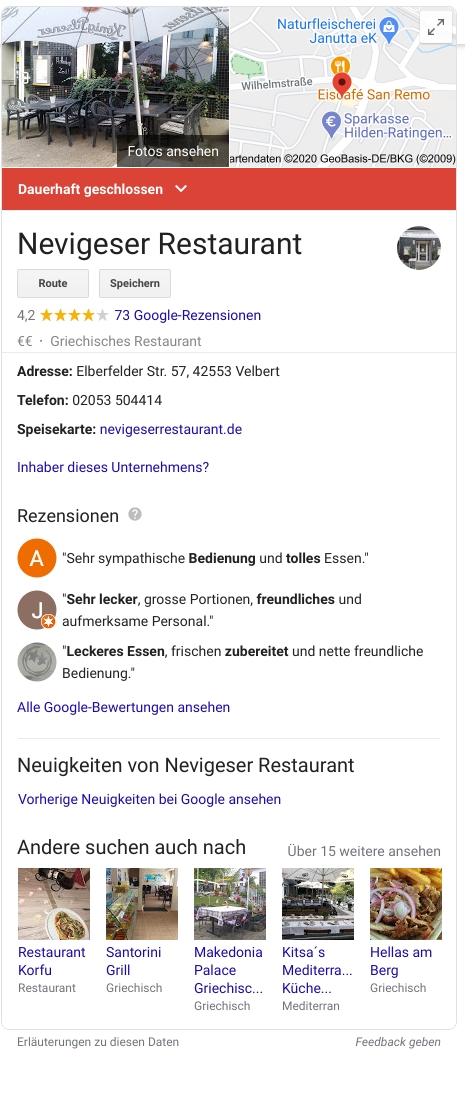 König Pilsener
Naturfleischerei
Janutta eK
Wilhelmstraße
Eiscafé San Remo
Sparkasse
Hilden-Ratingen...
Fotos ansehen
artendaten ©2020 GeoBasis-DE/BKG (©2009)
Dauerhaft geschlossen
Nevigeser Restaurant
Route
Speichern
4,2
73 Google-Rezensionen
€€ · Griechisches Restaurant
Adresse: Elberfelder Str. 57, 42553 Velbert
Telefon: 02053 504414
Speisekarte: nevigeserrestaurant.de
Inhaber dieses Unternehmens?
Rezensionen ?
A
"Sehr sympathische Bedienung und tolles Essen."
J
"Sehr lecker, grosse Portionen, freundliches und
aufmerksame Personal."
"Leckeres Essen, frischen zubereitet und nette freundliche
Bedienung."
Alle Google-Bewertungen ansehen
Neuigkeiten von Nevigeser Restaurant
Vorherige Neuigkeiten bei Google ansehen
Andere suchen auch nach
Über 15 weitere ansehen
Restaurant
Korfu
Restaurant
Santorini
Grill
Griechisch
Makedonia
Palace
Griechisc...
Griechisch
Kitsa´s
Mediterra...
Küche...
Mediterran
Hellas am
Berg
Griechisch
Erläuterungen zu diesen Daten
Feedback geben